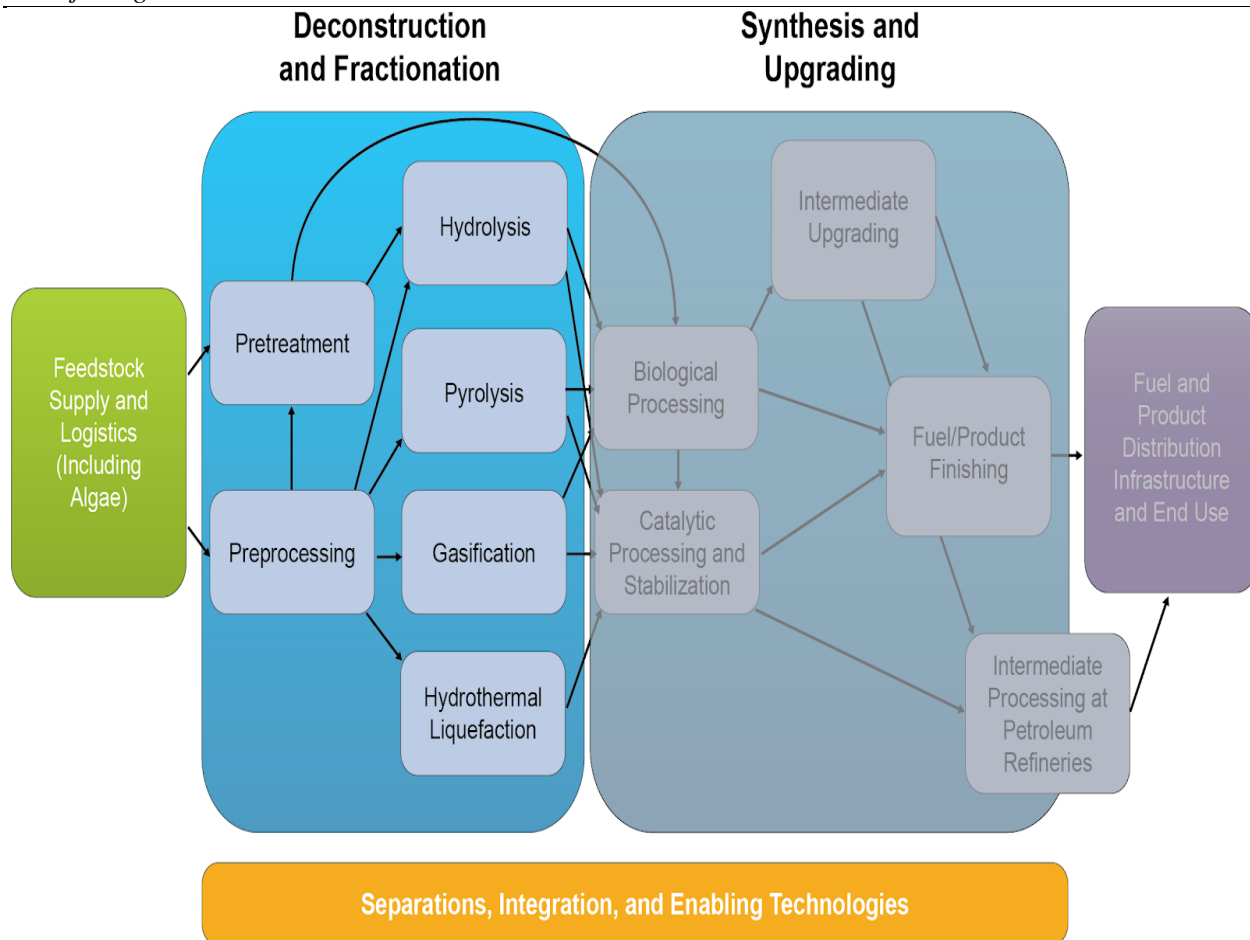 Deconstruction
and Fractionation
Synthesis and
Upgrading
Feedstock
Supply and
Logistics
(Including
Algae)
Pretreatment
Preprocessing
Hydrolysis
Pyrolysis
Gasification
Hydrothermal
Liquefaction
Biological
Processing
Catalytic
Processing and
Stabilization
Intermediate
Upgrading
Fuel/Product
Finishing
Intermediate
Processing at
Petroleum
Refineries
Fuel and
Product
Distribution
Infrastructure
and End Use
Separations, Integration, and Enabling Technologies